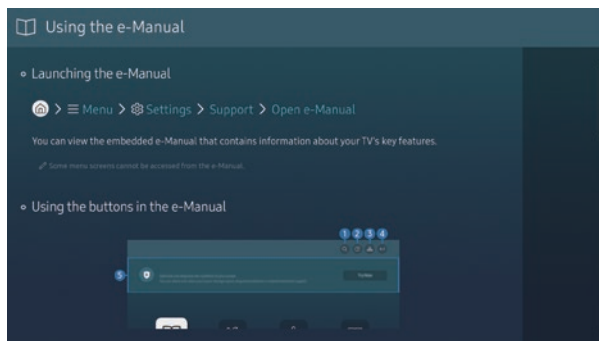 Using the e-Manual
Launching the e-Manual
> Menu > Settings > Support > Open e-Manual
You can view the embedded e-Manual that contains information about your TV's key features.
Some menu screens cannot be accessed from the e-Manual.
Using the buttons in the e-Manual
1 2 3 4
5